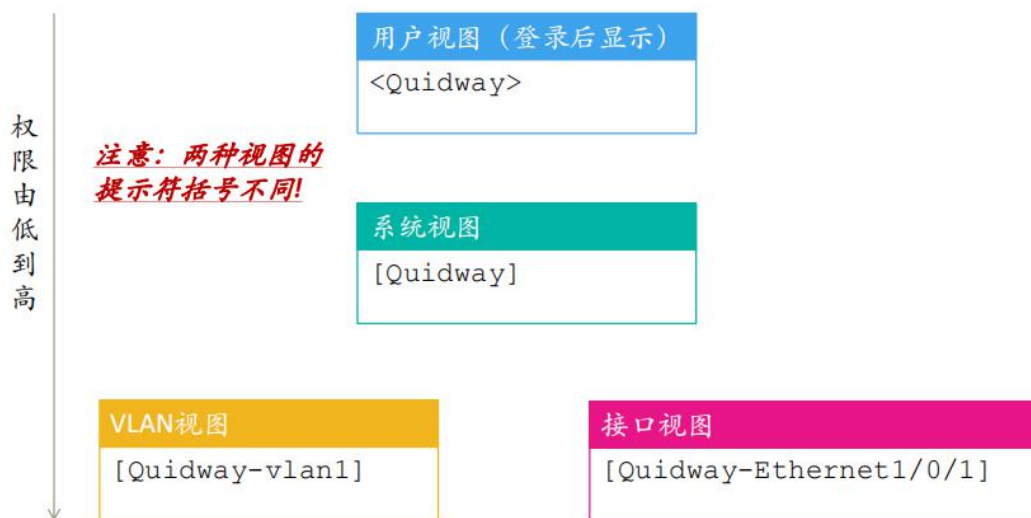 用户视图（登录后显示）
<Quidway>
权限由低到高
注意：两种视图的
提示符括号不同!
系统视图
[Quidway]
VLAN视图
[Quidway-vlan1]
接口视图
[Quidway-Ethernet1/0/1]